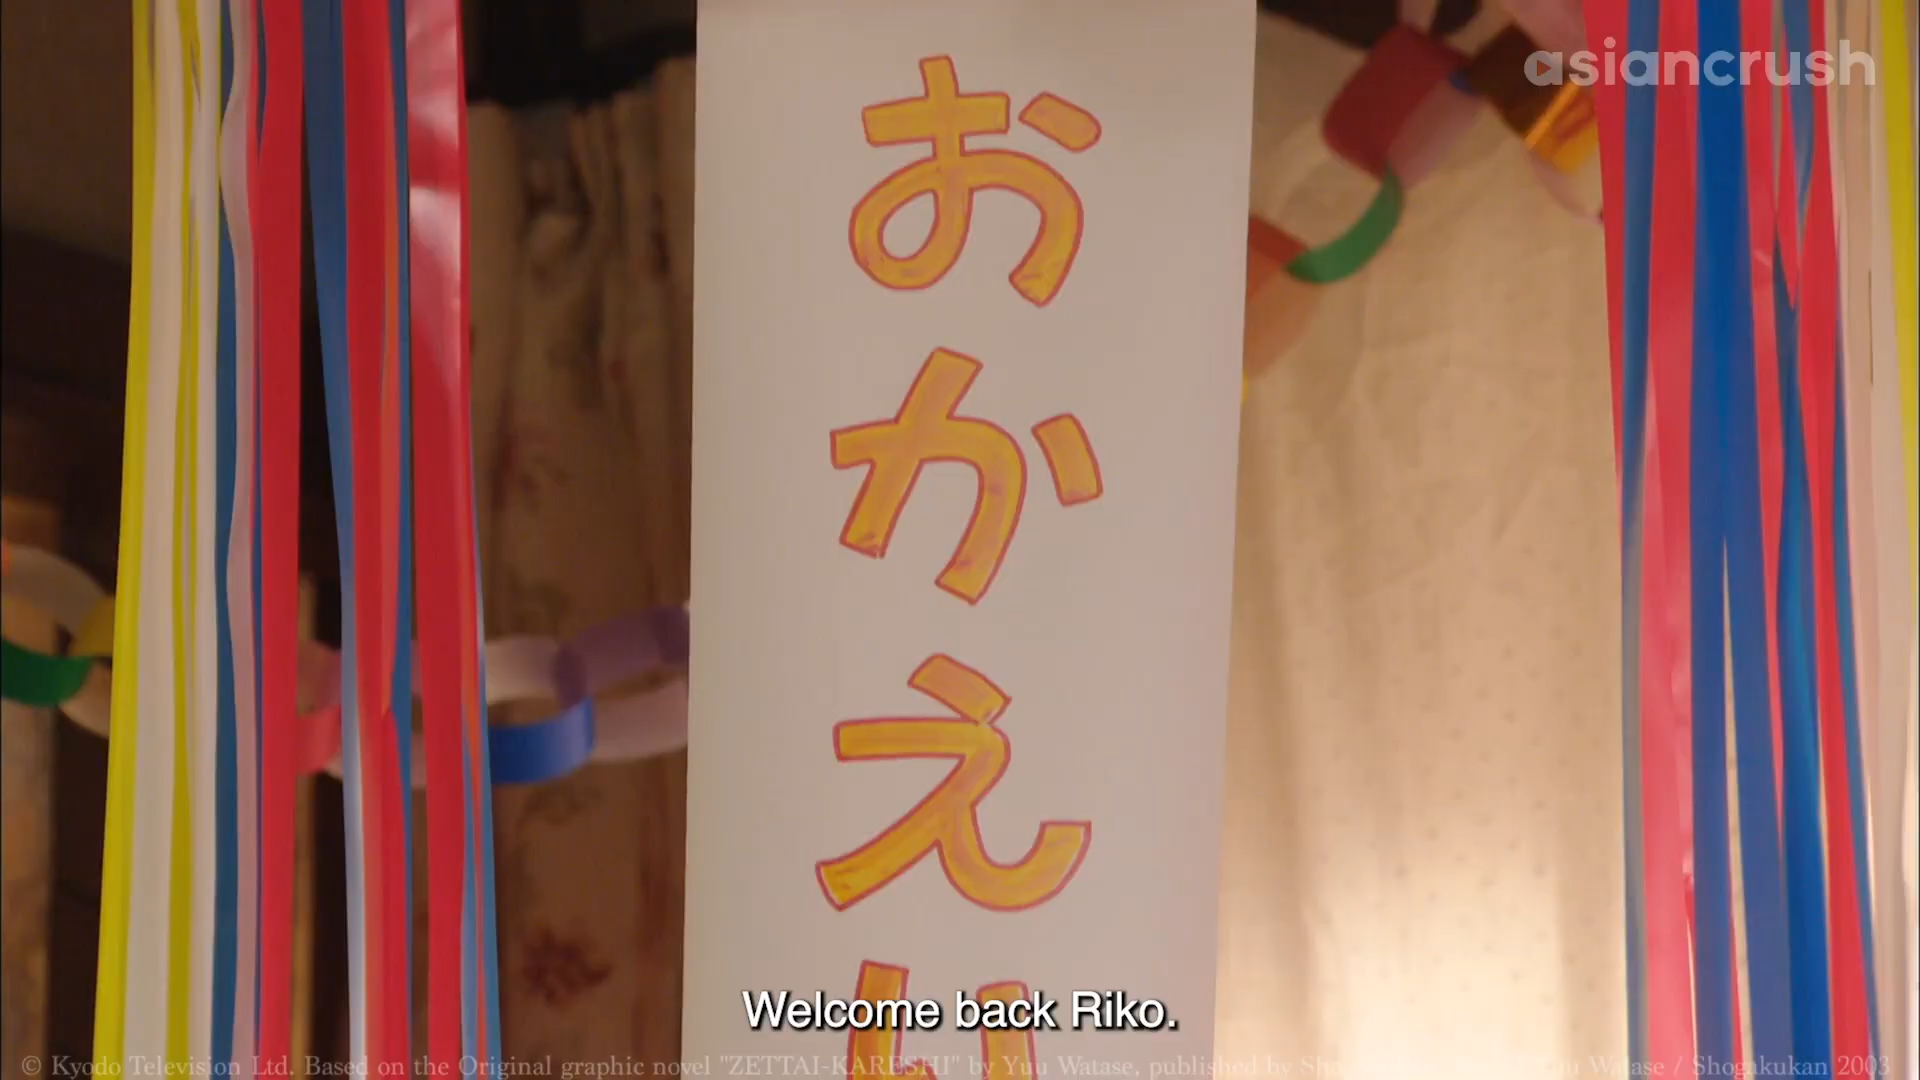 asiancrush
おかえり
Welcome back Riko.
© Kyodo Television Ltd. Based on the Original graphic novel "ZETTAI-KARESHI" by Yuu Watase, published by Watase / Shogakukan 2003